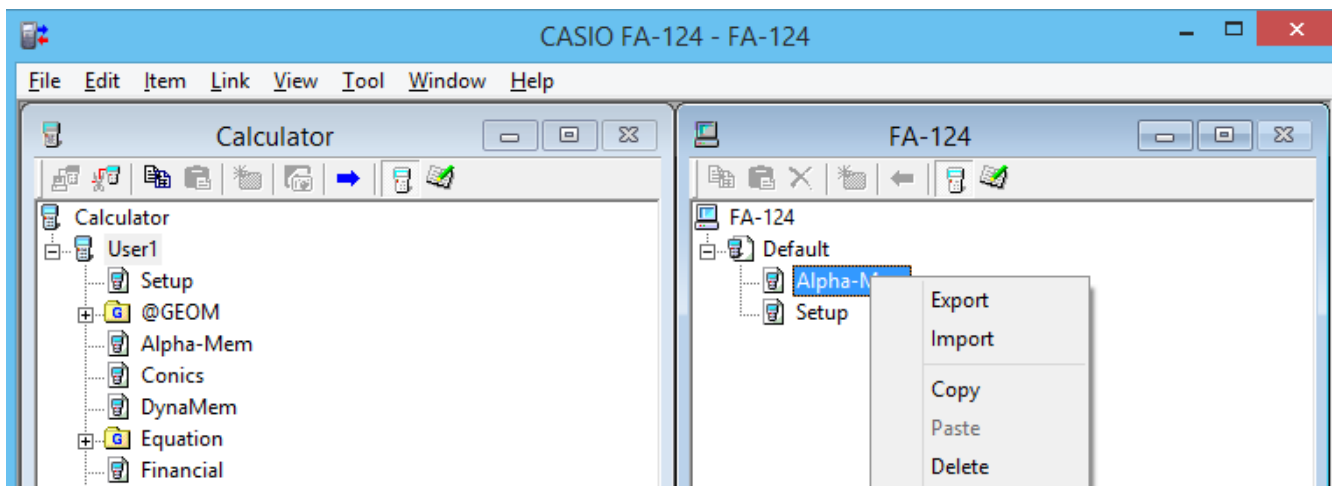 CASIO FA-124 - FA-124
File Edit Item Link View Tool Window Help
Calculator
Calculator
User1
Setup
@GEOM
Alpha-Mem
Conics
DynaMem
Equation
Financial
FA-124
FA-124
Default
Alpha-M
Setup
Export
Import
Copy
Paste
Delete